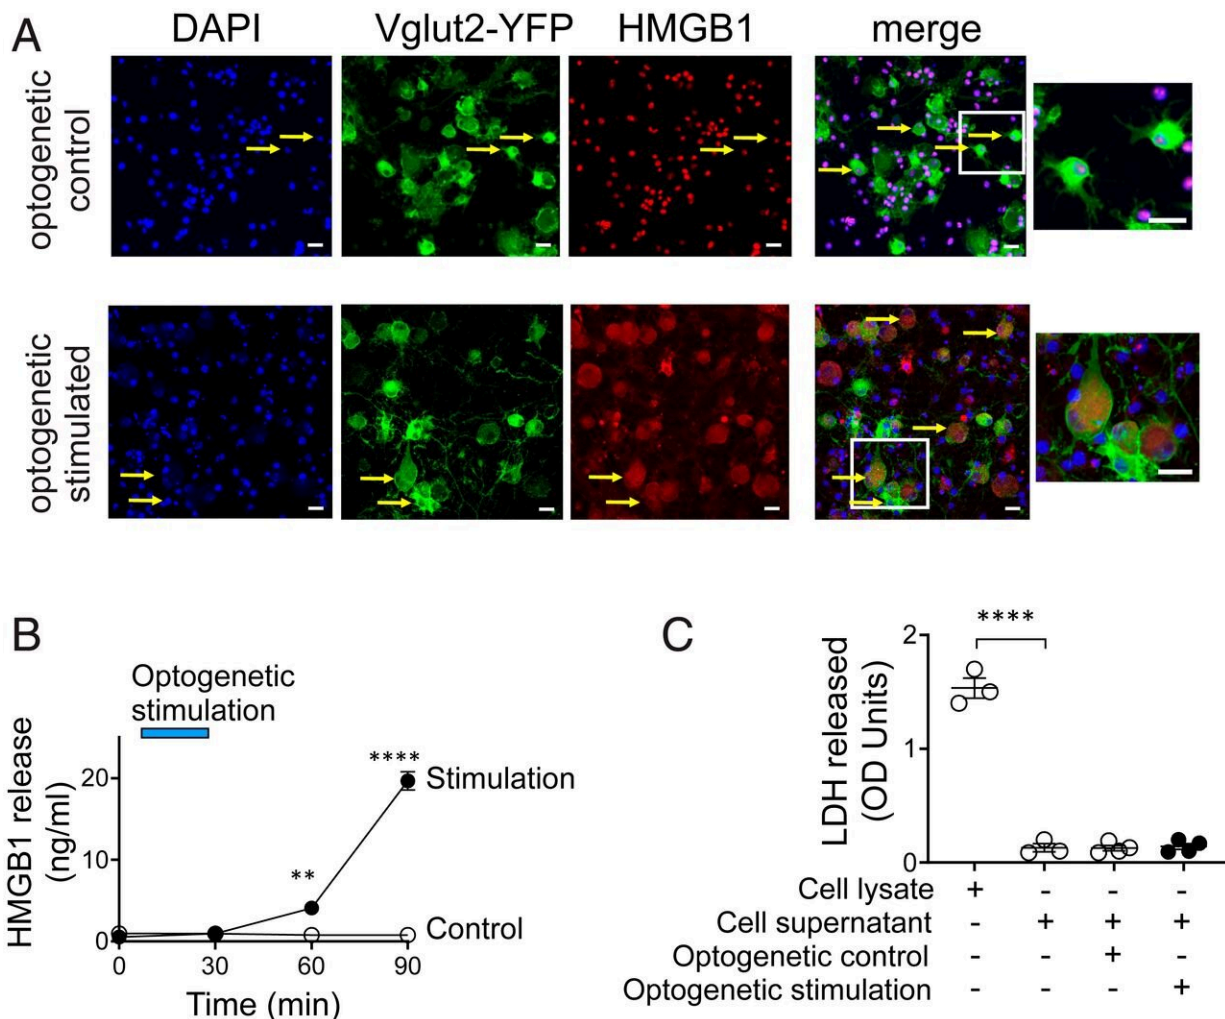 A
DAPI
Vglut2-YFP
HMGB1
merge
optogenetic
control
optogenetic
stimulated
B
Optogenetic
stimulation
HMGB1 release
(ng/ml)
20
10
0
**
****
Stimulation
Control
0 30 60 90
Time (min)
C
****
LDH released
(OD Units)
2
1
0
Cell lysate + - - -
Cell supernatant - + + +
Optogenetic control - - + -
Optogenetic stimulation - - - +